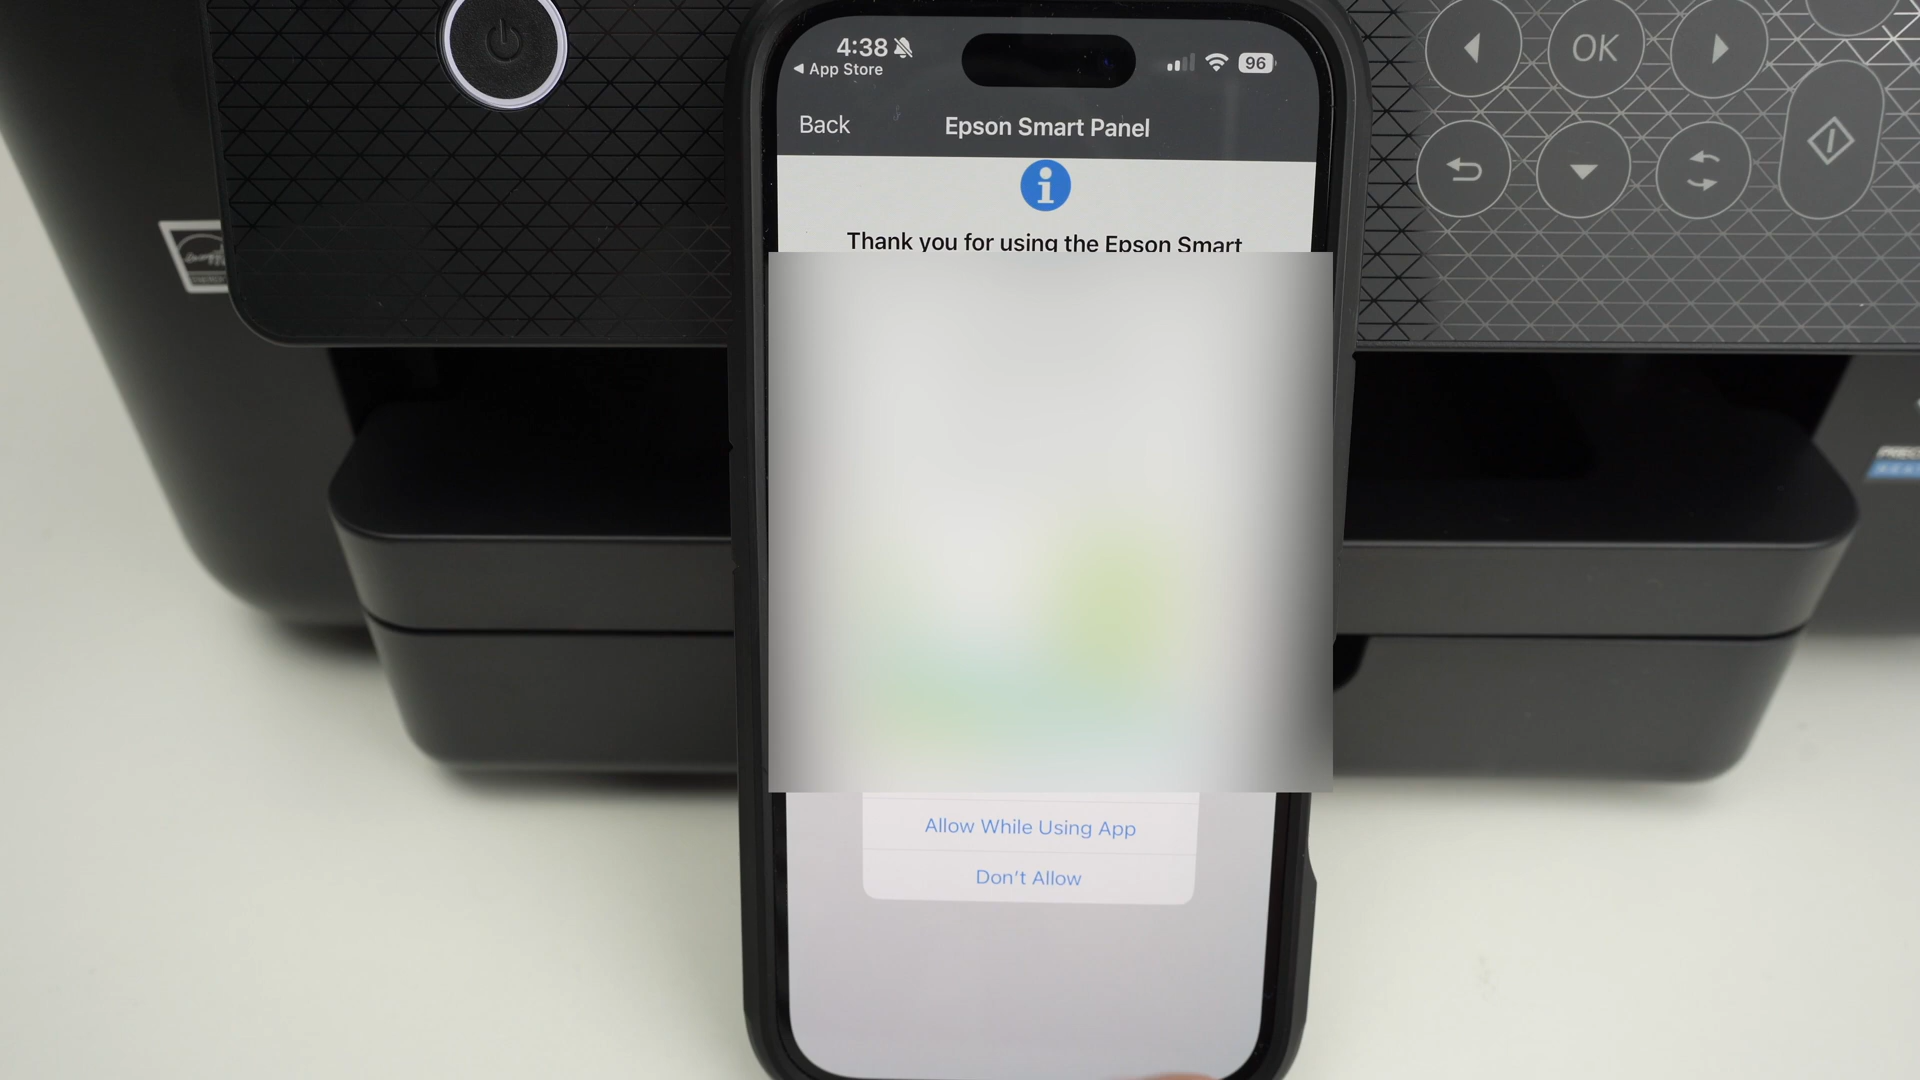 4:38
◀ App Store
96
Back
Epson Smart Panel
Thank you for using the Epson Smart
Allow While Using App
Don't Allow
OK